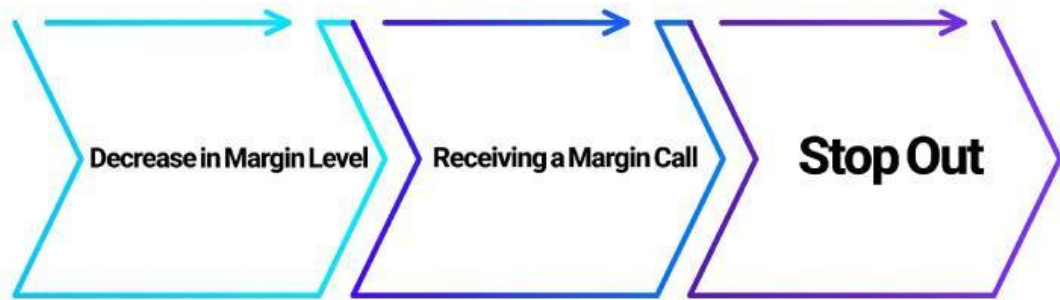 Decrease in Margin Level
Receiving a Margin Call
Stop Out